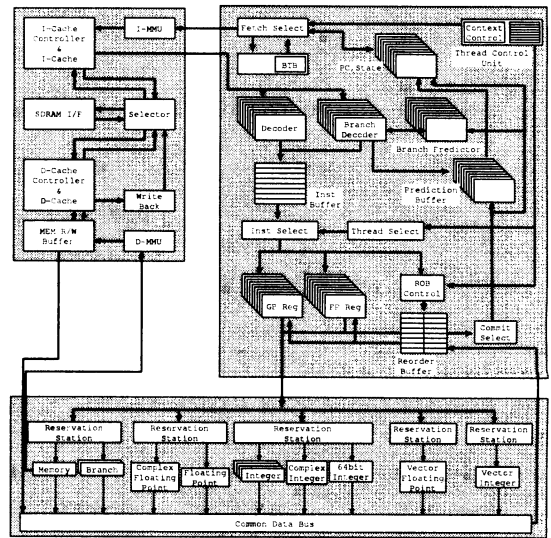 I-Cache
Controller
&
I-Cache
I-MMU
SDRAM I/F
Selector
D-Cache
Controller
&
D-Cache
Write
Back
MEM R/W
Buffer
D-MMU
Fetch Select
BTB
PC,State
Context
Control
Thread Control
Unit
Decoder
Branch
Decoder
Branch Predictor
Prediction
Buffer
Inst
Buffer
Inst Select
Thread Select
GP Reg
FP Reg
ROB
Control
Reorder
Buffer
Commit
Select
Reservation
Station
Reservation
Station
Reservation
Station
Reservation
Station
Reservation
Station
Memory
Branch
Complex
Floating
Point
Floating
Point
Integer
Complex
Integer
64bit
Integer
Vector
Floating
Point
Vector
Integer
Common Data Bus